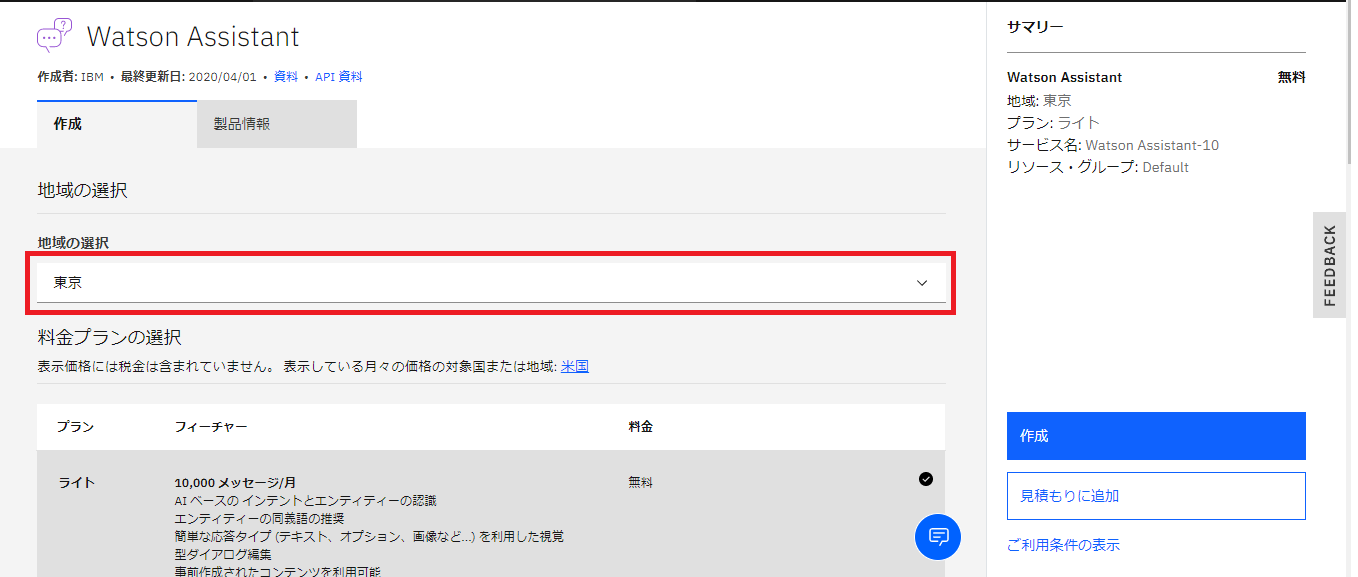 Watson Assistant
作成者: IBM • 最終更新日: 2020/04/01 • 資料 • API 資料
作成
製品情報
地域の選択
地域の選択
東京
料金プランの選択
表示価格には税金は含まれていません。 表示している月々の価格の対象国または地域: 米国
プラン フィーチャー 料金
ライト 10,000 メッセージ/月 無料
AI ベースの インテントとエンティティーの認識
エンティティーの同義語の推奨
簡単な応答タイプ (テキスト、オプション、画像など...) を利用した視覚
型ダイアログ編集
事前作成されたコンテンツを利用可能
サマリー
Watson Assistant 無料
地域: 東京
プラン: ライト
サービス名: Watson Assistant-10
リソース・グループ: Default
FEEDBACK
作成
見積もりに追加
ご利用条件の表示